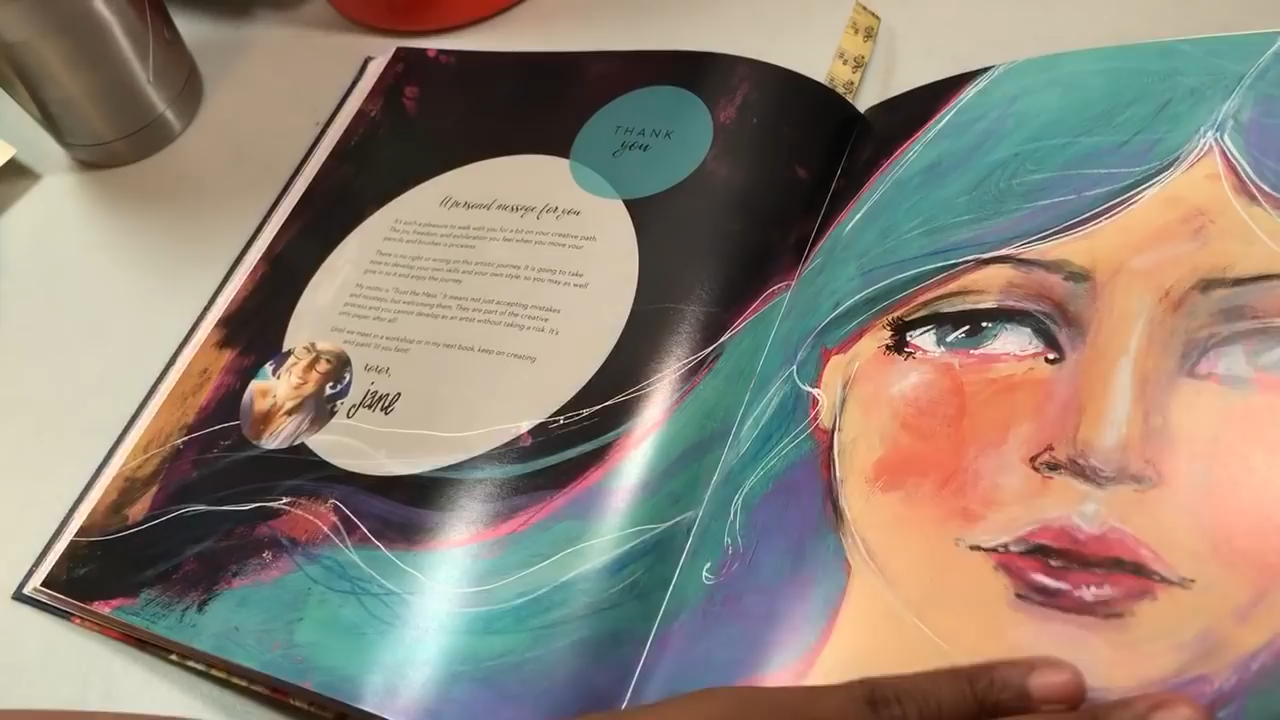 THANK
you
A personal message for you
It's such a pleasure to walk with you for a bit on your creative path.
The joy, freedom and exhilaration you feel when you move your
pencils and brushes is priceless.
There is no right or wrong on this artistic journey. It is going to take
time to develop your own skills and your own style, so you may as well
give in to it and enjoy the journey.
My motto is "Trust the Mess." It means not just accepting mistakes
and missteps, but welcoming them. They are part of the creative
process and you cannot develop as an artist without taking a risk. It's
only paper, after all!
Until we meet in a workshop or in my next book, keep on creating
and paint 'til you faint!
xoxox,
jane